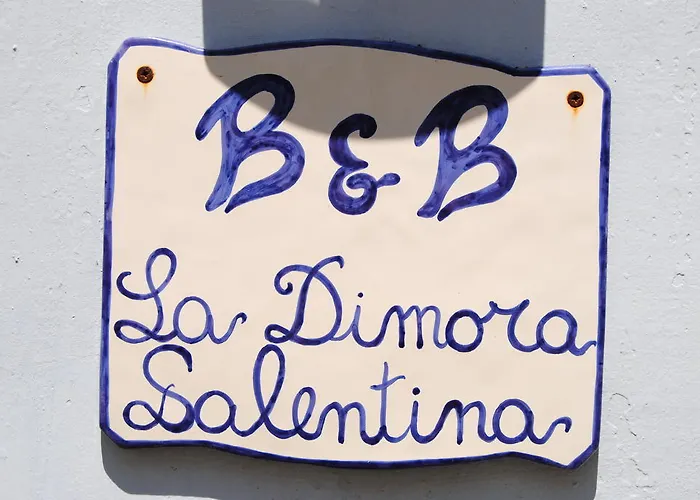 B & B
La Dimora
Salentina